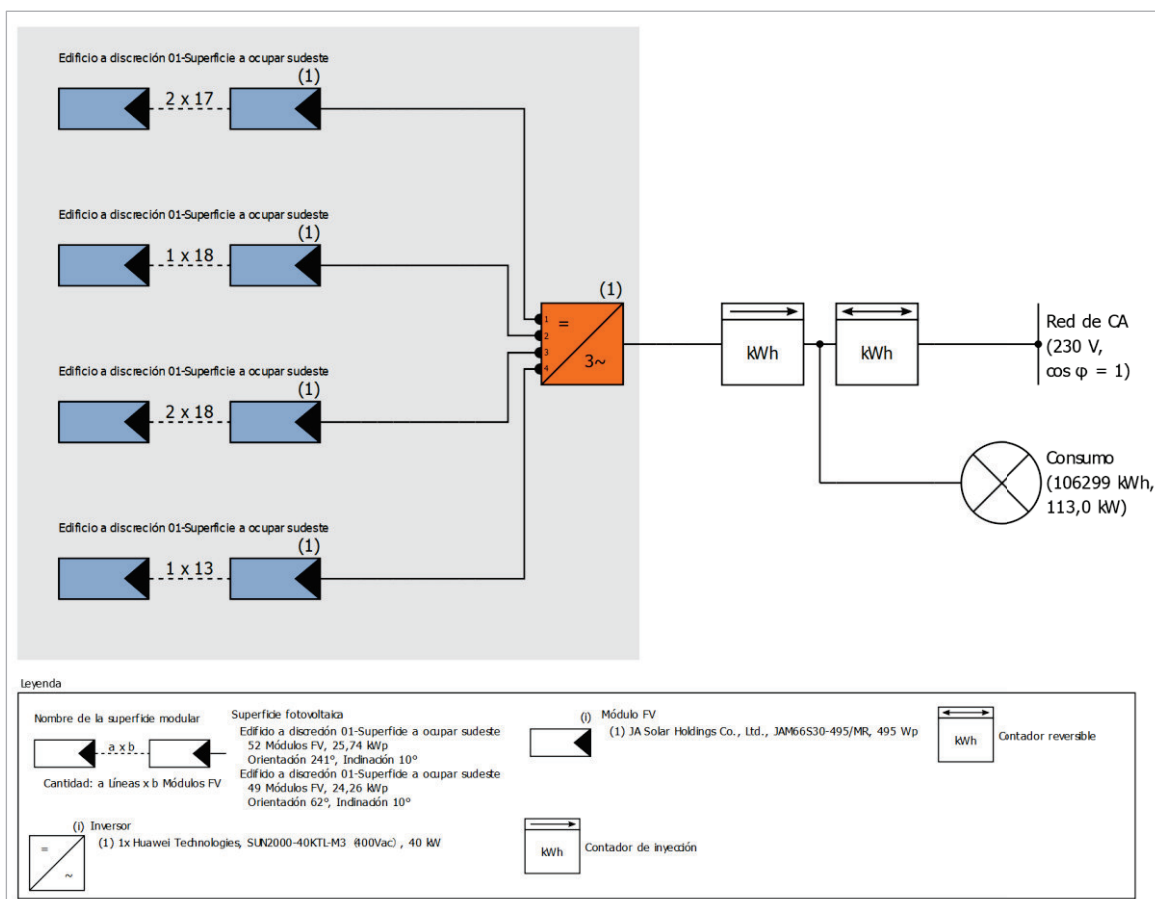 Edificio a discreción 01-Superficie a ocupar sudeste
(1)
2 x 17
Edificio a discreción 01-Superficie a ocupar sudeste
(1)
1 x 18
(1)
1
=
2
3
3~
4
kWh
kWh
Red de CA
(230 V,
cos φ = 1)
Edificio a discreción 01-Superficie a ocupar sudeste
(1)
2 x 18
Consumo
(106299 kWh,
113,0 kW)
Edificio a discreción 01-Superficie a ocupar sudeste
(1)
1 x 13
Leyenda
Nombre de la superficie modular
a x b
Cantidad: a Líneas x b Módulos FV
Superficie fotovoltaica
Edificio a discreción 01-Superficie a ocupar sudeste
52 Módulos FV, 25,74 kWp
Orientación 241°, Inclinación 10°
Edificio a discreción 01-Superficie a ocupar sudeste
49 Módulos FV, 24,26 kWp
Orientación 62°, Inclinación 10°
(i) Módulo FV
(1) JA Solar Holdings Co., Ltd., JAM66S30-495/MR, 495 Wp
kWh
Contador reversible
(i) Inversor
=
~
(1) 1x Huawei Technologies, SUN2000-40KTL-M3 (400Vac) , 40 kW
kWh
Contador de inyección